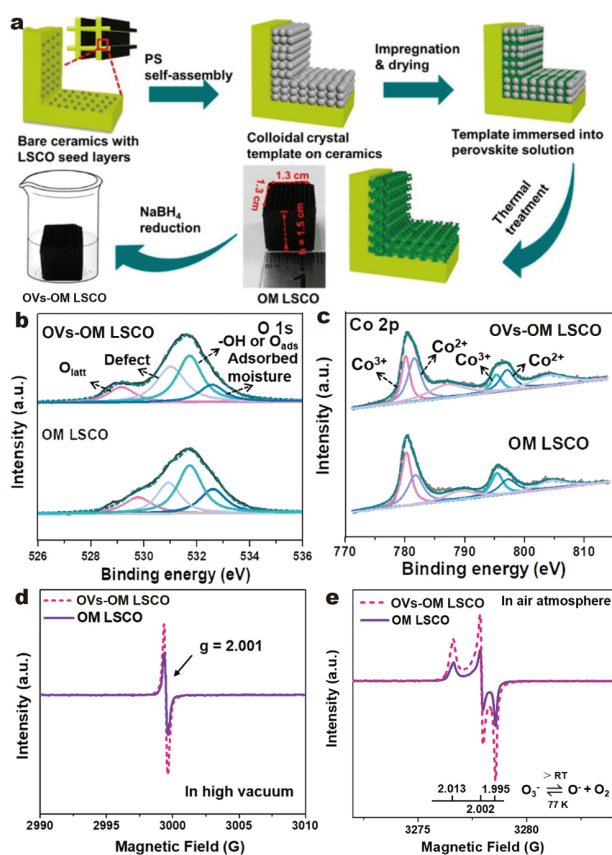 a
PS
self-assembly
Impregnation
& drying
Bare ceramics with
LSCO seed layers
Colloidal crystal
template on ceramics
Template immersed into
perovskite solution
NaBH4
reduction
1.3 cm
1.3 cm
h = 1.5 cm
1
Thermal
treatment
OVs-OM LSCO
OM LSCO
b
O 1s
OVs-OM LSCO
-OH or Oads
Defect
Adsorbed
moisture
Olatt
OM LSCO
Intensity (a.u.)
526 528 530 532 534 536
Binding energy (eV)
c
Co 2p
OVs-OM LSCO
Co2+
Co3+
Co3+
Co2+
OM LSCO
Intensity (a.u.)
770 780 790 800 810
Binding energy (eV)
d
OVs-OM LSCO
OM LSCO
g = 2.001
In high vacuum
Intensity (a.u.)
2990 2995 3000 3005 3010
Magnetic Field (G)
e
In air atmosphere
OVs-OM LSCO
OM LSCO
2.013 1.995
2.002
> RT
O3- ⇌ O- + O2
77 K
Intensity (a.u.)
3275 3280
Magnetic Field (G)